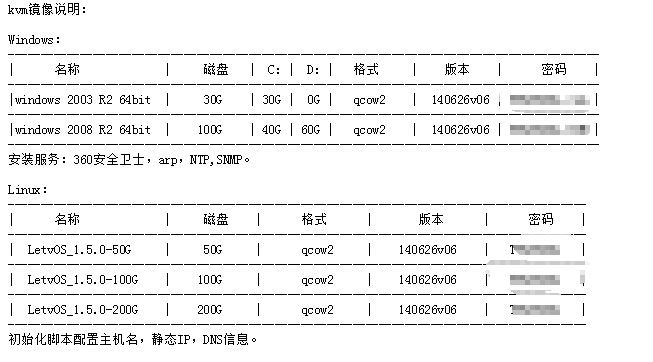 kvm镜像说明：
Windows：
| 名称 | 磁盘 | C: | D: | 格式 | 版本 | 密码 |
|windows 2003 R2 64bit | 30G |30G | 0G| qcow2 | 140626v06 |
|windows 2008 R2 64bit | 100G |40G | 60G | qcow2 | 140626v06 |
安装服务：360安全卫士，arp，NTP,SNMP。
Linux：
| 名称 | 磁盘 | 格式 | 版本 | 密码 |
| LetvOS_1.5.0-50G | 50G | qcow2 | 140626v06 |
| LetvOS_1.5.0-100G | 100G | qcow2 | 140626v06 |
| LetvOS_1.5.0-200G | 200G | qcow2 | 140626v06 |
初始化脚本配置主机名，静态IP，DNS信息。